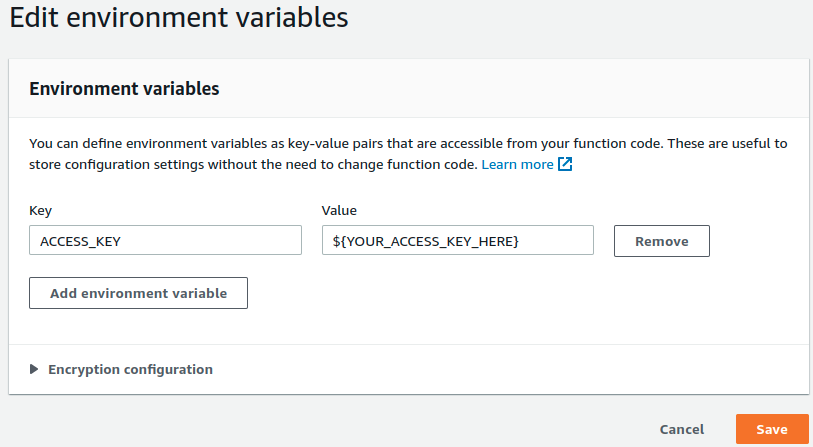 Edit environment variables
Environment variables
You can define environment variables as key-value pairs that are accessible from your function code. These are useful to
store configuration settings without the need to change function code. Learn more
Key Value
ACCESS_KEY ${YOUR_ACCESS_KEY_HERE} Remove
Add environment variable
Encryption configuration
Cancel Save